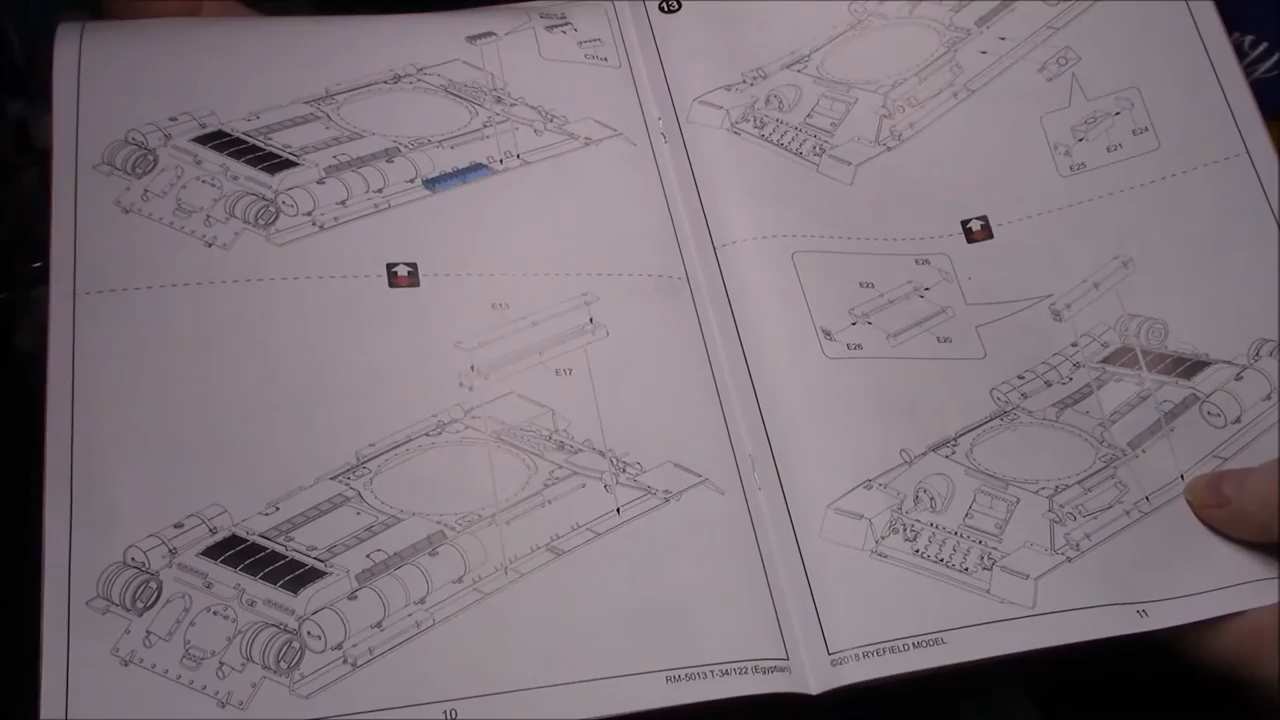 C31x4
E13
E17
RM-5013 T-34/122 (Egyptian)
10
13
E24
E21
E25
E26
E23
E26
E20
11
©2018 RYEFIELD MODEL